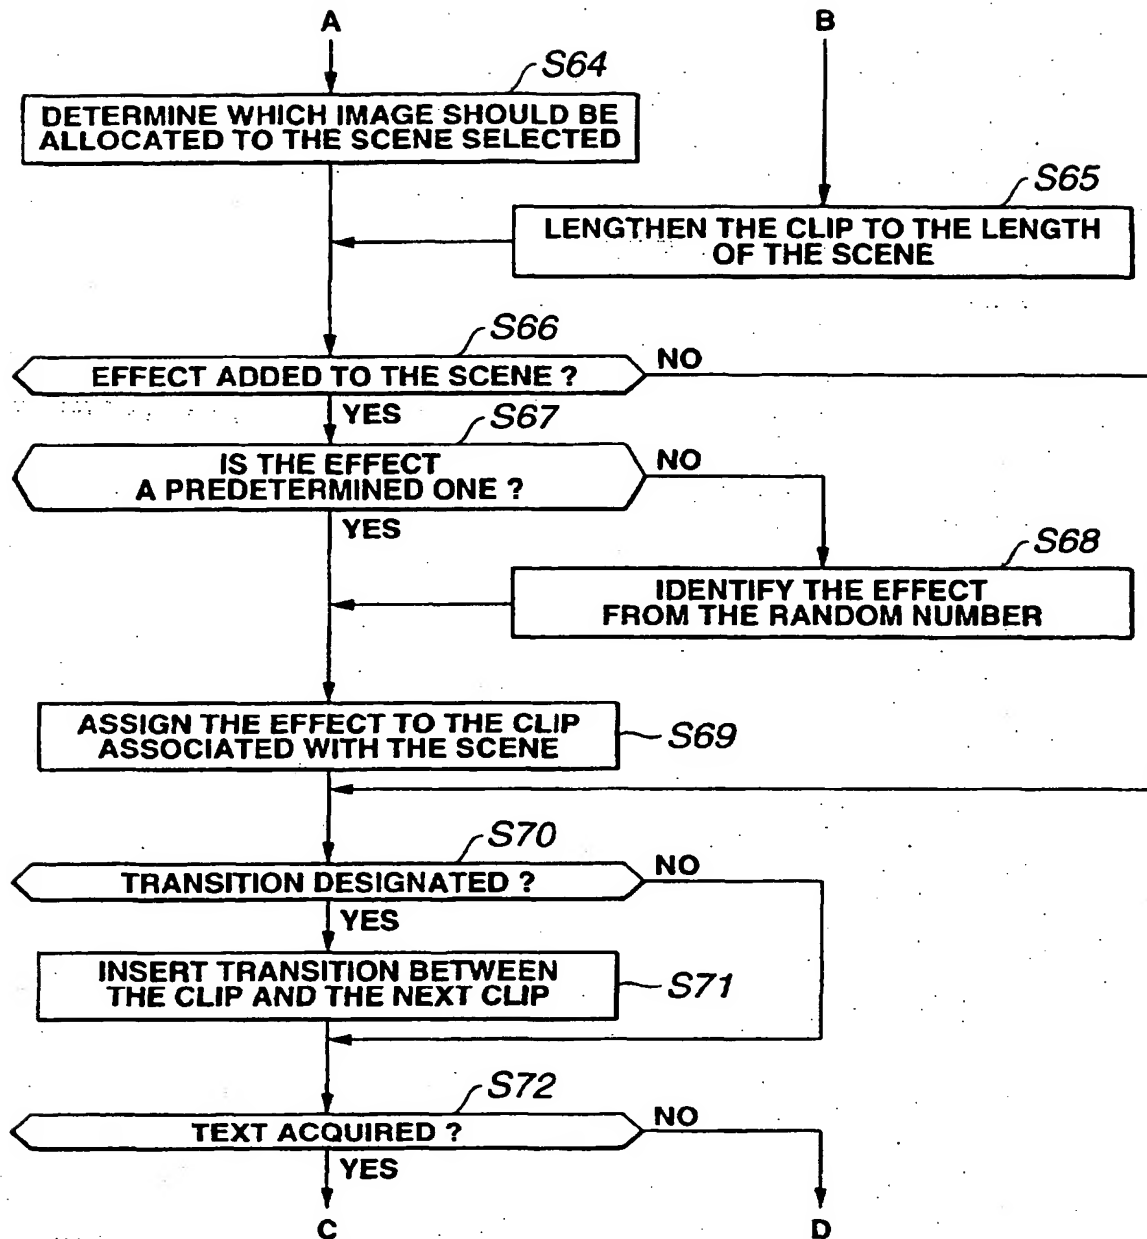 A
B
S64
DETERMINE WHICH IMAGE SHOULD BE
ALLOCATED TO THE SCENE SELECTED
S65
LENGTHEN THE CLIP TO THE LENGTH
OF THE SCENE
S66
EFFECT ADDED TO THE SCENE ?
NO
YES
S67
IS THE EFFECT
A PREDETERMINED ONE ?
NO
YES
S68
IDENTIFY THE EFFECT
FROM THE RANDOM NUMBER
ASSIGN THE EFFECT TO THE CLIP
ASSOCIATED WITH THE SCENE
S69
S70
TRANSITION DESIGNATED ?
NO
YES
INSERT TRANSITION BETWEEN
THE CLIP AND THE NEXT CLIP
S71
S72
TEXT ACQUIRED ?
NO
YES
C
D